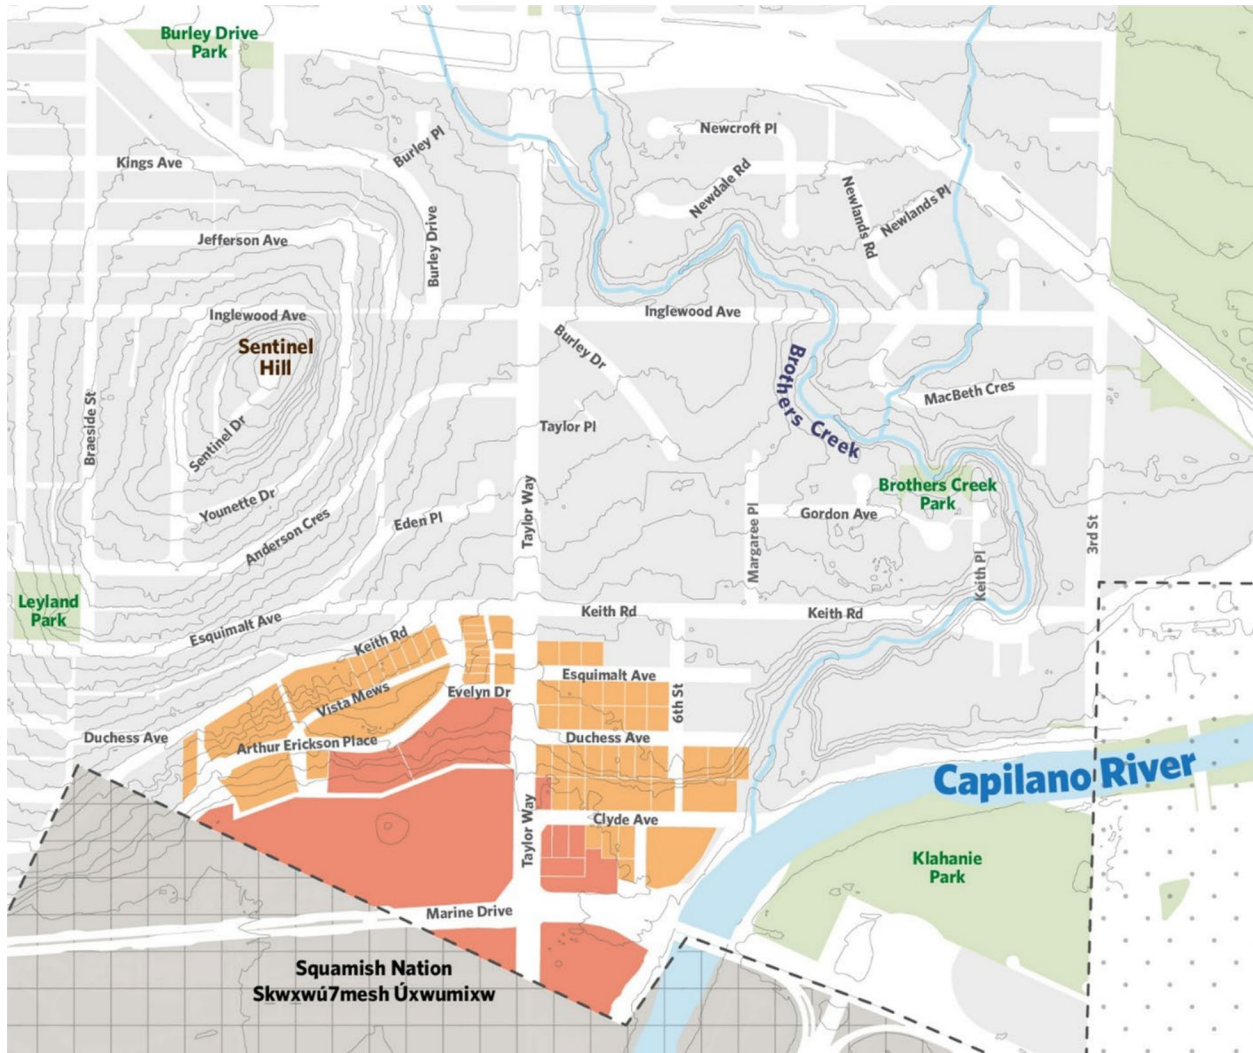 Burley Drive
Park
Newcroft Pl
Burley Pl
Kings Ave
Newdale Rd
Newlands Rd
Newlands Pl
Burley Drive
Jefferson Ave
Inglewood Ave
Inglewood Ave
Sentinel
Hill
Burley Dr
Brothers Creek
MacBeth Cres
Braeside St
Sentinel Dr
Taylor Pl
Brothers Creek
Park
Younette Dr
Anderson Cres
Eden Pl
Taylor Way
Margaree Pl
Gordon Ave
Keith Pl
3rd St
Leyland
Park
Esquimalt Ave
Keith Rd
Keith Rd
Keith Rd
Vista Mews
Evelyn Dr
Esquimalt Ave
6th St
Duchess Ave
Arthur Erickson Place
Duchess Ave
Capilano River
Taylor Way
Clyde Ave
Klahanie
Park
Marine Drive
Squamish Nation
Skwxwú7mesh Úxwumixw